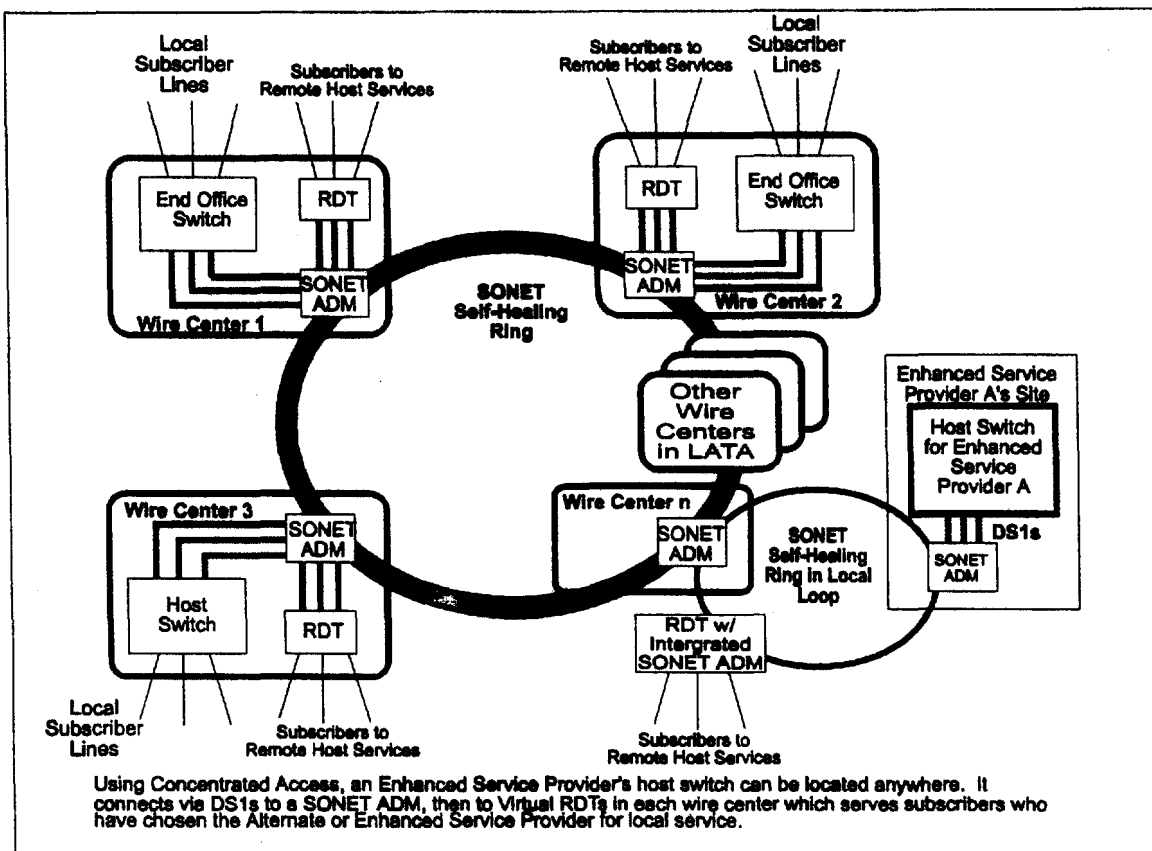 Local
Subscriber
Lines
Subscribers to
Remote Host Services
Subscribers to
Remote Host Services
Local
Subscriber
Lines
End Office
Switch
RDT
SONET
ADM
Wire Center 1
SONET
Self-Healing
Ring
RDT
End Office
Switch
SONET
ADM
Wire Center 2
Other
Wire
Centers
in LATA
Enhanced Service
Provider A's Site
Host Switch
for Enhanced
Service
Provider A
DS1s
SONET
ADM
Wire Center 3
SONET
ADM
Host
Switch
RDT
Local
Subscriber
Lines
Subscribers to
Remote Host Services
Wire Center n
SONET
ADM
SONET
Self-Healing
Ring in Local
Loop
RDT w/
Intergrated
SONET ADM
Subscribers to
Remote Host Services
Using Concentrated Access, an Enhanced Service Provider's host switch can be located anywhere. It
connects via DS1s to a SONET ADM, then to Virtual RDTs in each wire center which serves subscribers who
have chosen the Alternate or Enhanced Service Provider for local service.